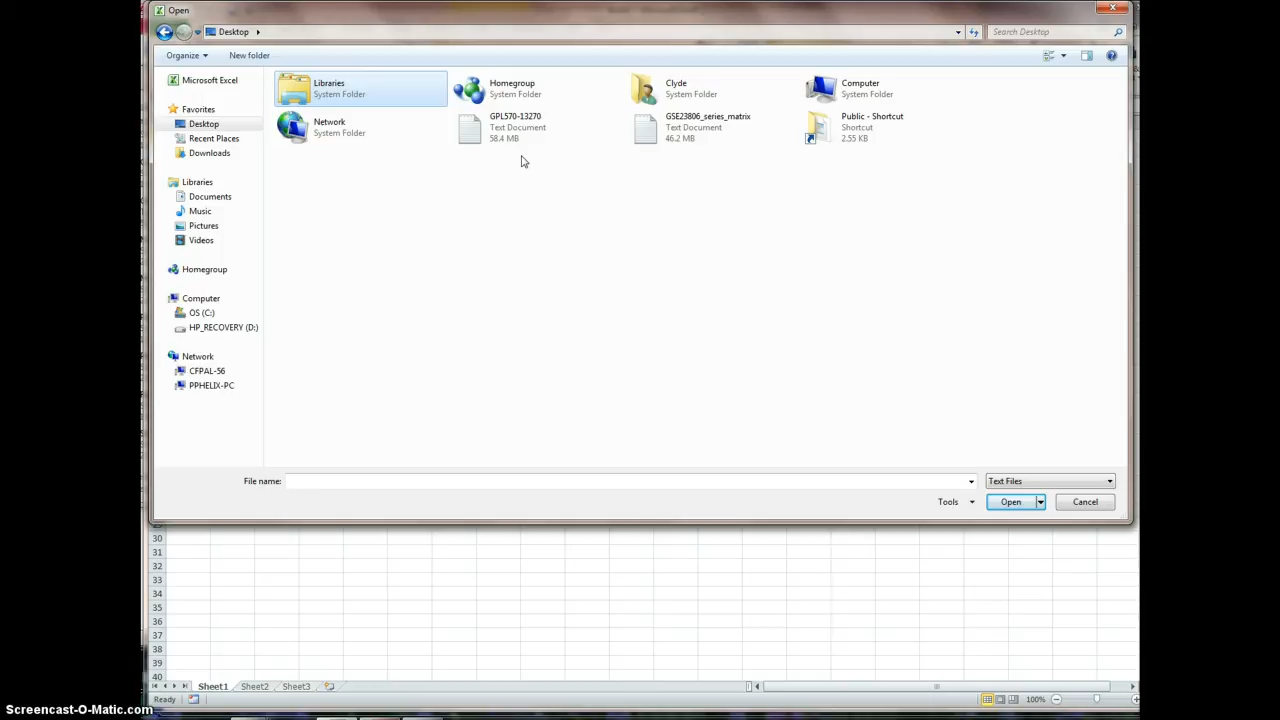 Open
Desktop
Search Desktop
Organize
New folder
Microsoft Excel
Favorites
Desktop
Recent Places
Downloads
Libraries
Documents
Music
Pictures
Videos
Homegroup
Computer
OS (C:)
HP_RECOVERY (D:)
Network
CFPAL-56
PPHELIX-PC
Libraries
System Folder
Homegroup
System Folder
Clyde
System Folder
Computer
System Folder
Network
System Folder
GPL570-13270
Text Document
58.4 MB
GSE23806_series_matrix
Text Document
46.2 MB
Public - Shortcut
Shortcut
2.55 KB
File name:
Text Files
Tools
Open
Cancel
30
31
32
33
34
35
36
37
38
39
40
Sheet1 Sheet2 Sheet3
Ready
100%
Screencast-O-Matic.com